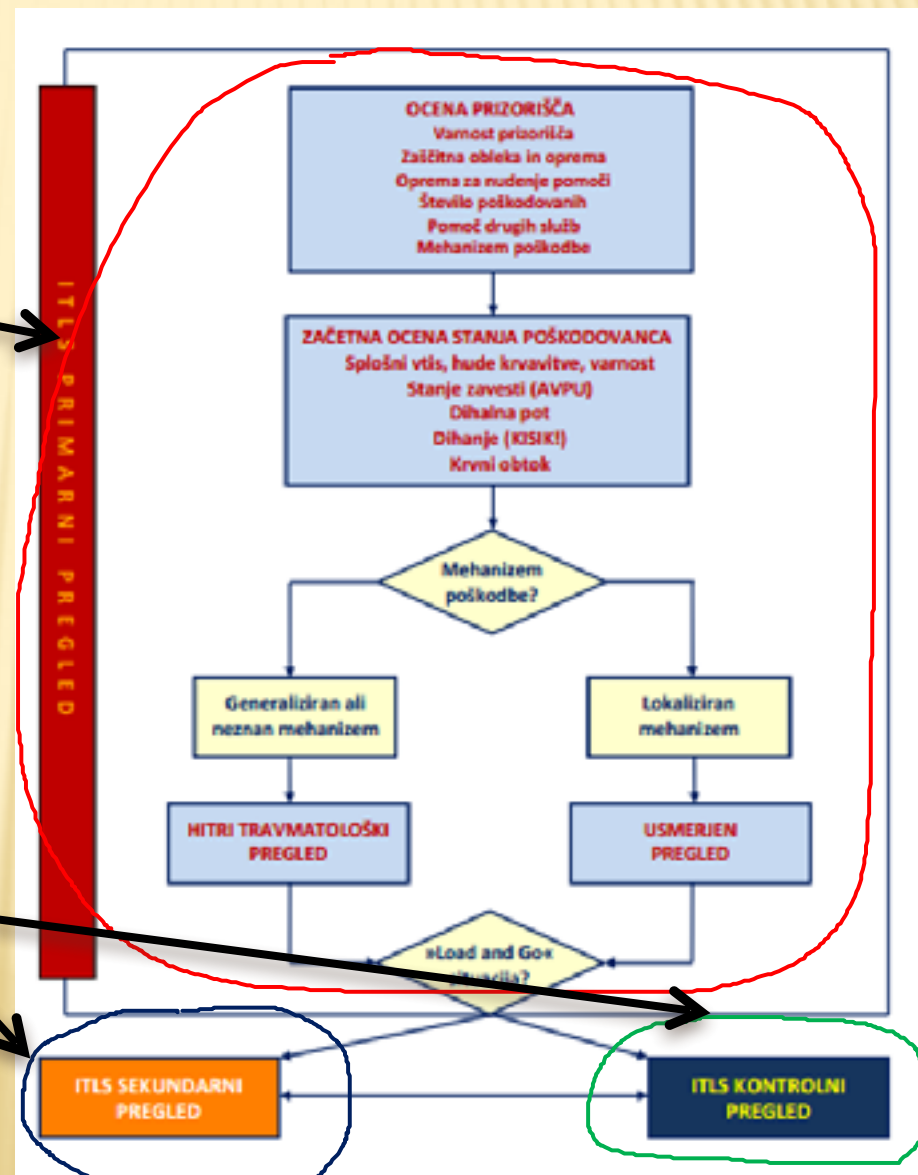 OCENA PRIZORIŠČA
Varnost prizorišča
Zaščitna obleka in oprema
Oprema za nudenje pomoči
Število poškodovanih
Pomoč drugih služb
Mehanizem poškodbe
ITLS PRIMARNI PREGLED
ZAČETNA OCENA STANJA POŠKODOVANCA
Splošni vtis, hude krvavitve, varnost
Stanje zavesti (AVPU)
Dihalna pot
Dihanje (KISIK!)
Krvni obtok
Mehanizem
poškodbe?
Generaliziran ali
neznan mehanizem
Lokaliziran
mehanizem
HITRI TRAVMATOLOŠKI
PREGLED
USMERJEN
PREGLED
»Load and Go«
situacija?
ITLS SEKUNDARNI
PREGLED
ITLS KONTROLNI
PREGLED